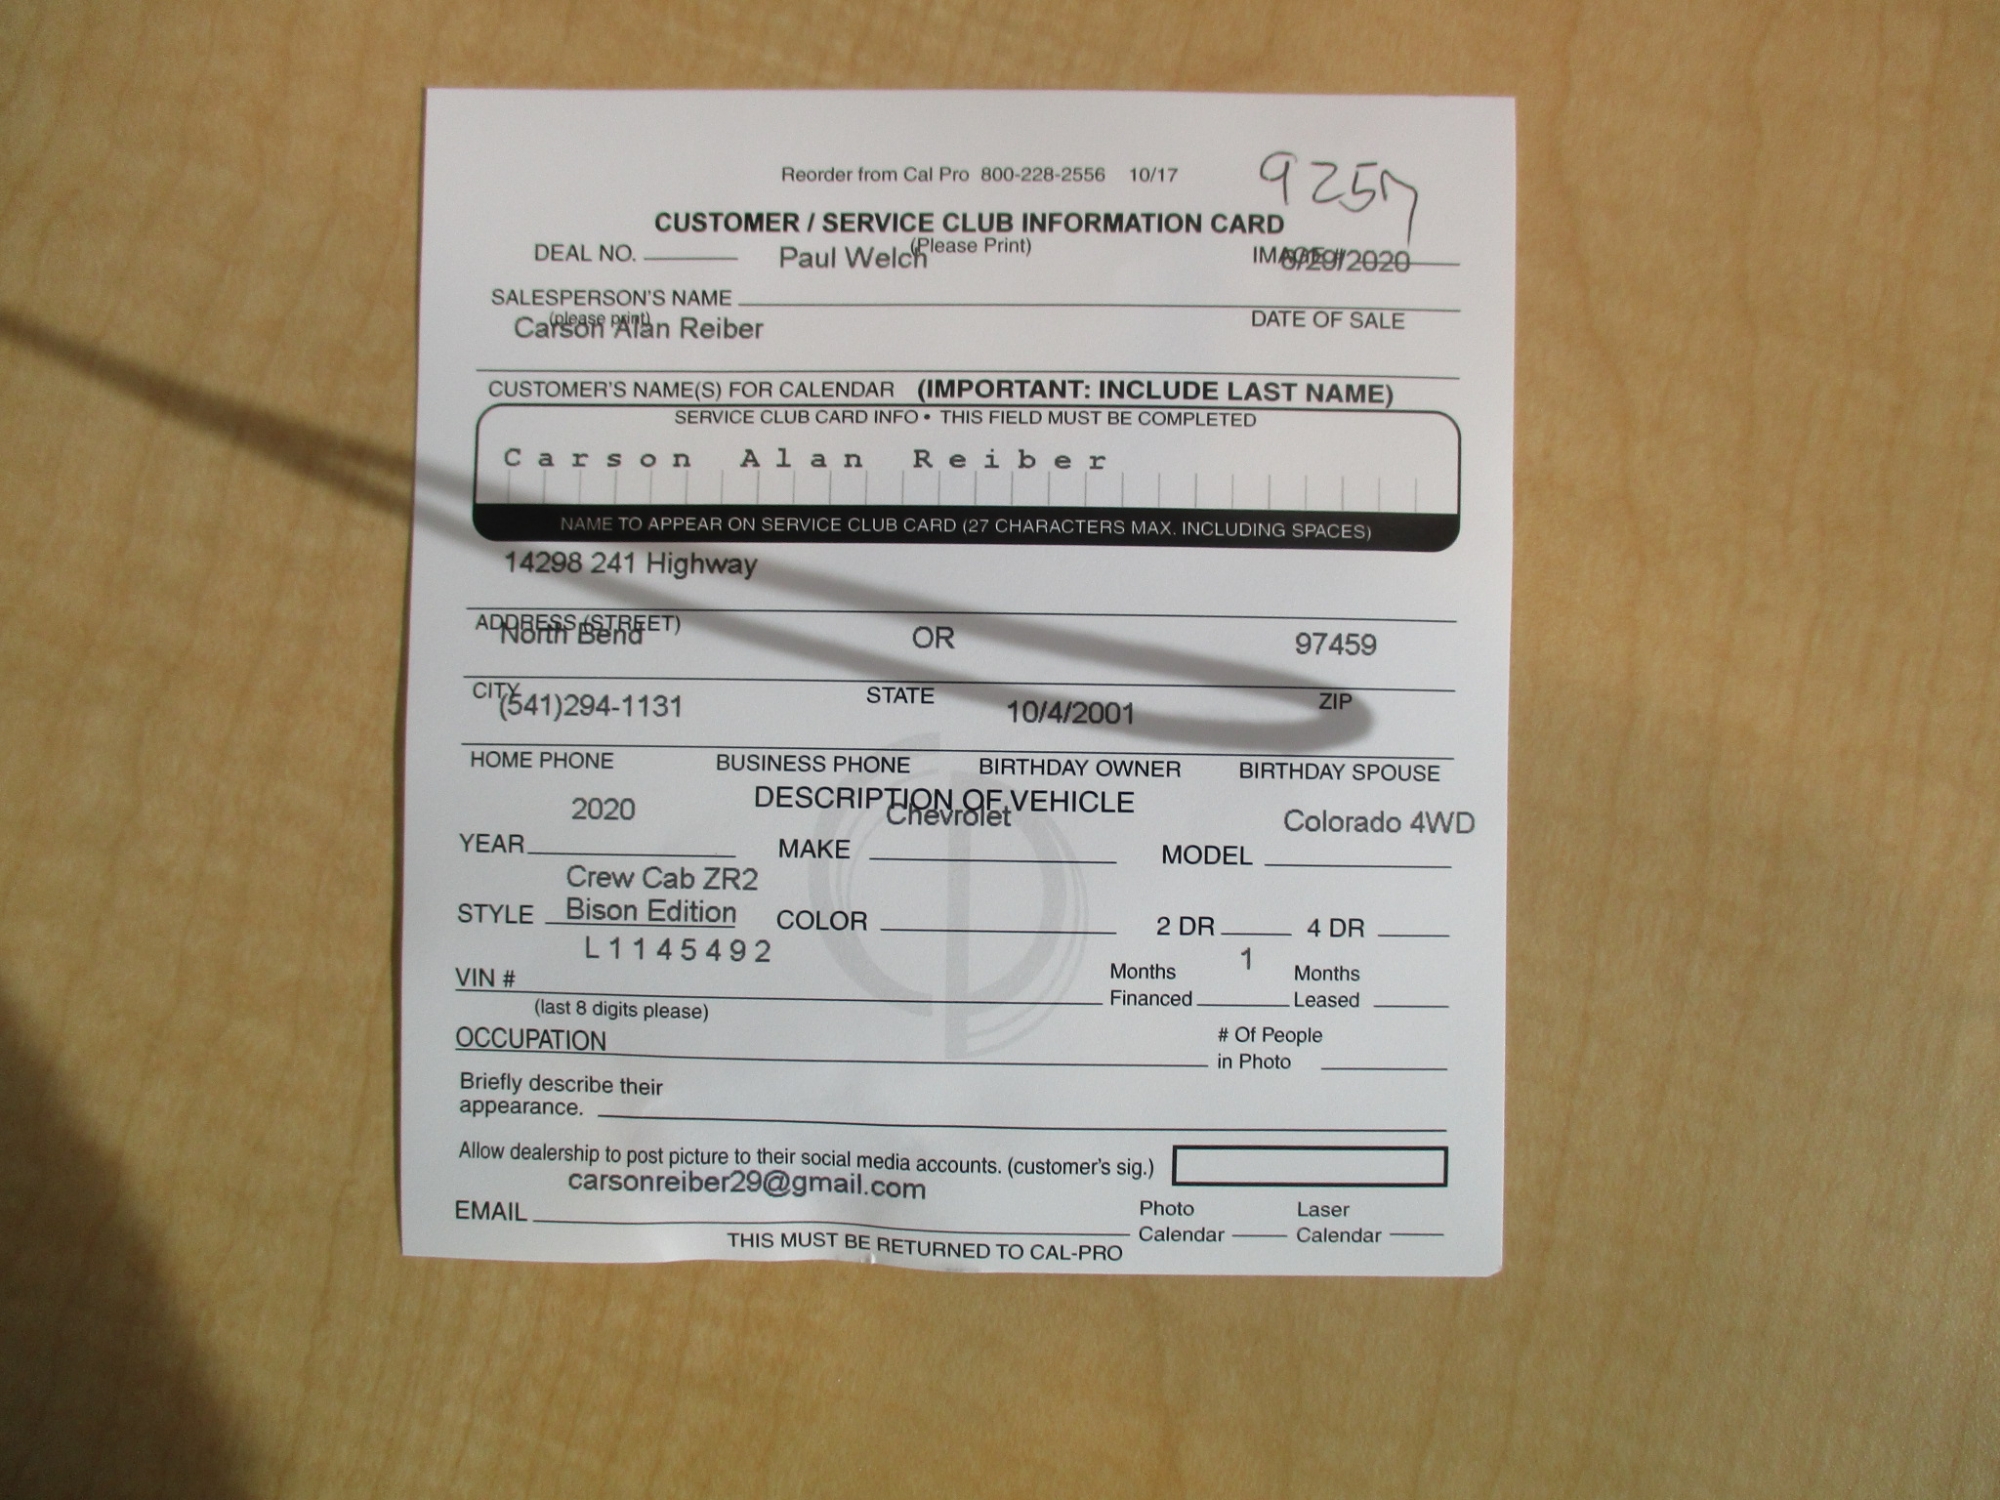 Reorder from Cal Pro 800-228-2556 10/17
CUSTOMER / SERVICE CLUB INFORMATION CARD
(Please Print)
DEAL NO. Paul Welch IMAGE # 6/29/2020
SALESPERSON'S NAME
(please print) DATE OF SALE
Carson Alan Reiber
CUSTOMER'S NAME(S) FOR CALENDAR (IMPORTANT: INCLUDE LAST NAME)
SERVICE CLUB CARD INFO • THIS FIELD MUST BE COMPLETED
Carson Alan Reiber
NAME TO APPEAR ON SERVICE CLUB CARD (27 CHARACTERS MAX. INCLUDING SPACES)
14298 241 Highway
ADDRESS (STREET)
North Bend OR 97459
CITY STATE ZIP
(541)294-1131 10/4/2001
HOME PHONE BUSINESS PHONE BIRTHDAY OWNER BIRTHDAY SPOUSE
DESCRIPTION OF VEHICLE
2020 Chevrolet Colorado 4WD
YEAR MAKE MODEL
Crew Cab ZR2
STYLE Bison Edition COLOR 2 DR 4 DR
L1145492 1
VIN # Months Financed Months Leased
(last 8 digits please)
OCCUPATION # Of People in Photo
Briefly describe their
appearance.
Allow dealership to post picture to their social media accounts. (customer's sig.)
carsonreiber29@gmail.com
EMAIL Photo Calendar Laser Calendar
THIS MUST BE RETURNED TO CAL-PRO